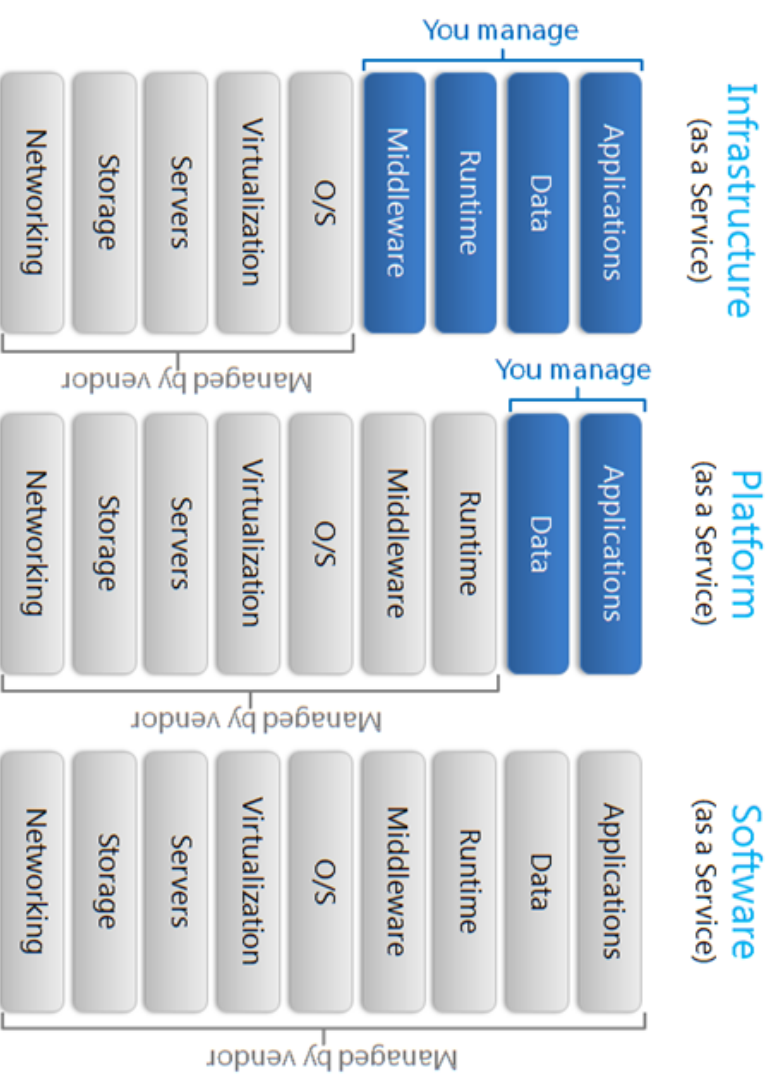 Infrastructure
(as a Service)
You manage
Applications
Data
Runtime
Middleware
O/S
Virtualization
Servers
Storage
Networking
Managed by vendor
Platform
(as a Service)
You manage
Applications
Data
Runtime
Middleware
O/S
Virtualization
Servers
Storage
Networking
Managed by vendor
Software
(as a Service)
Applications
Data
Runtime
Middleware
O/S
Virtualization
Servers
Storage
Networking
Managed by vendor